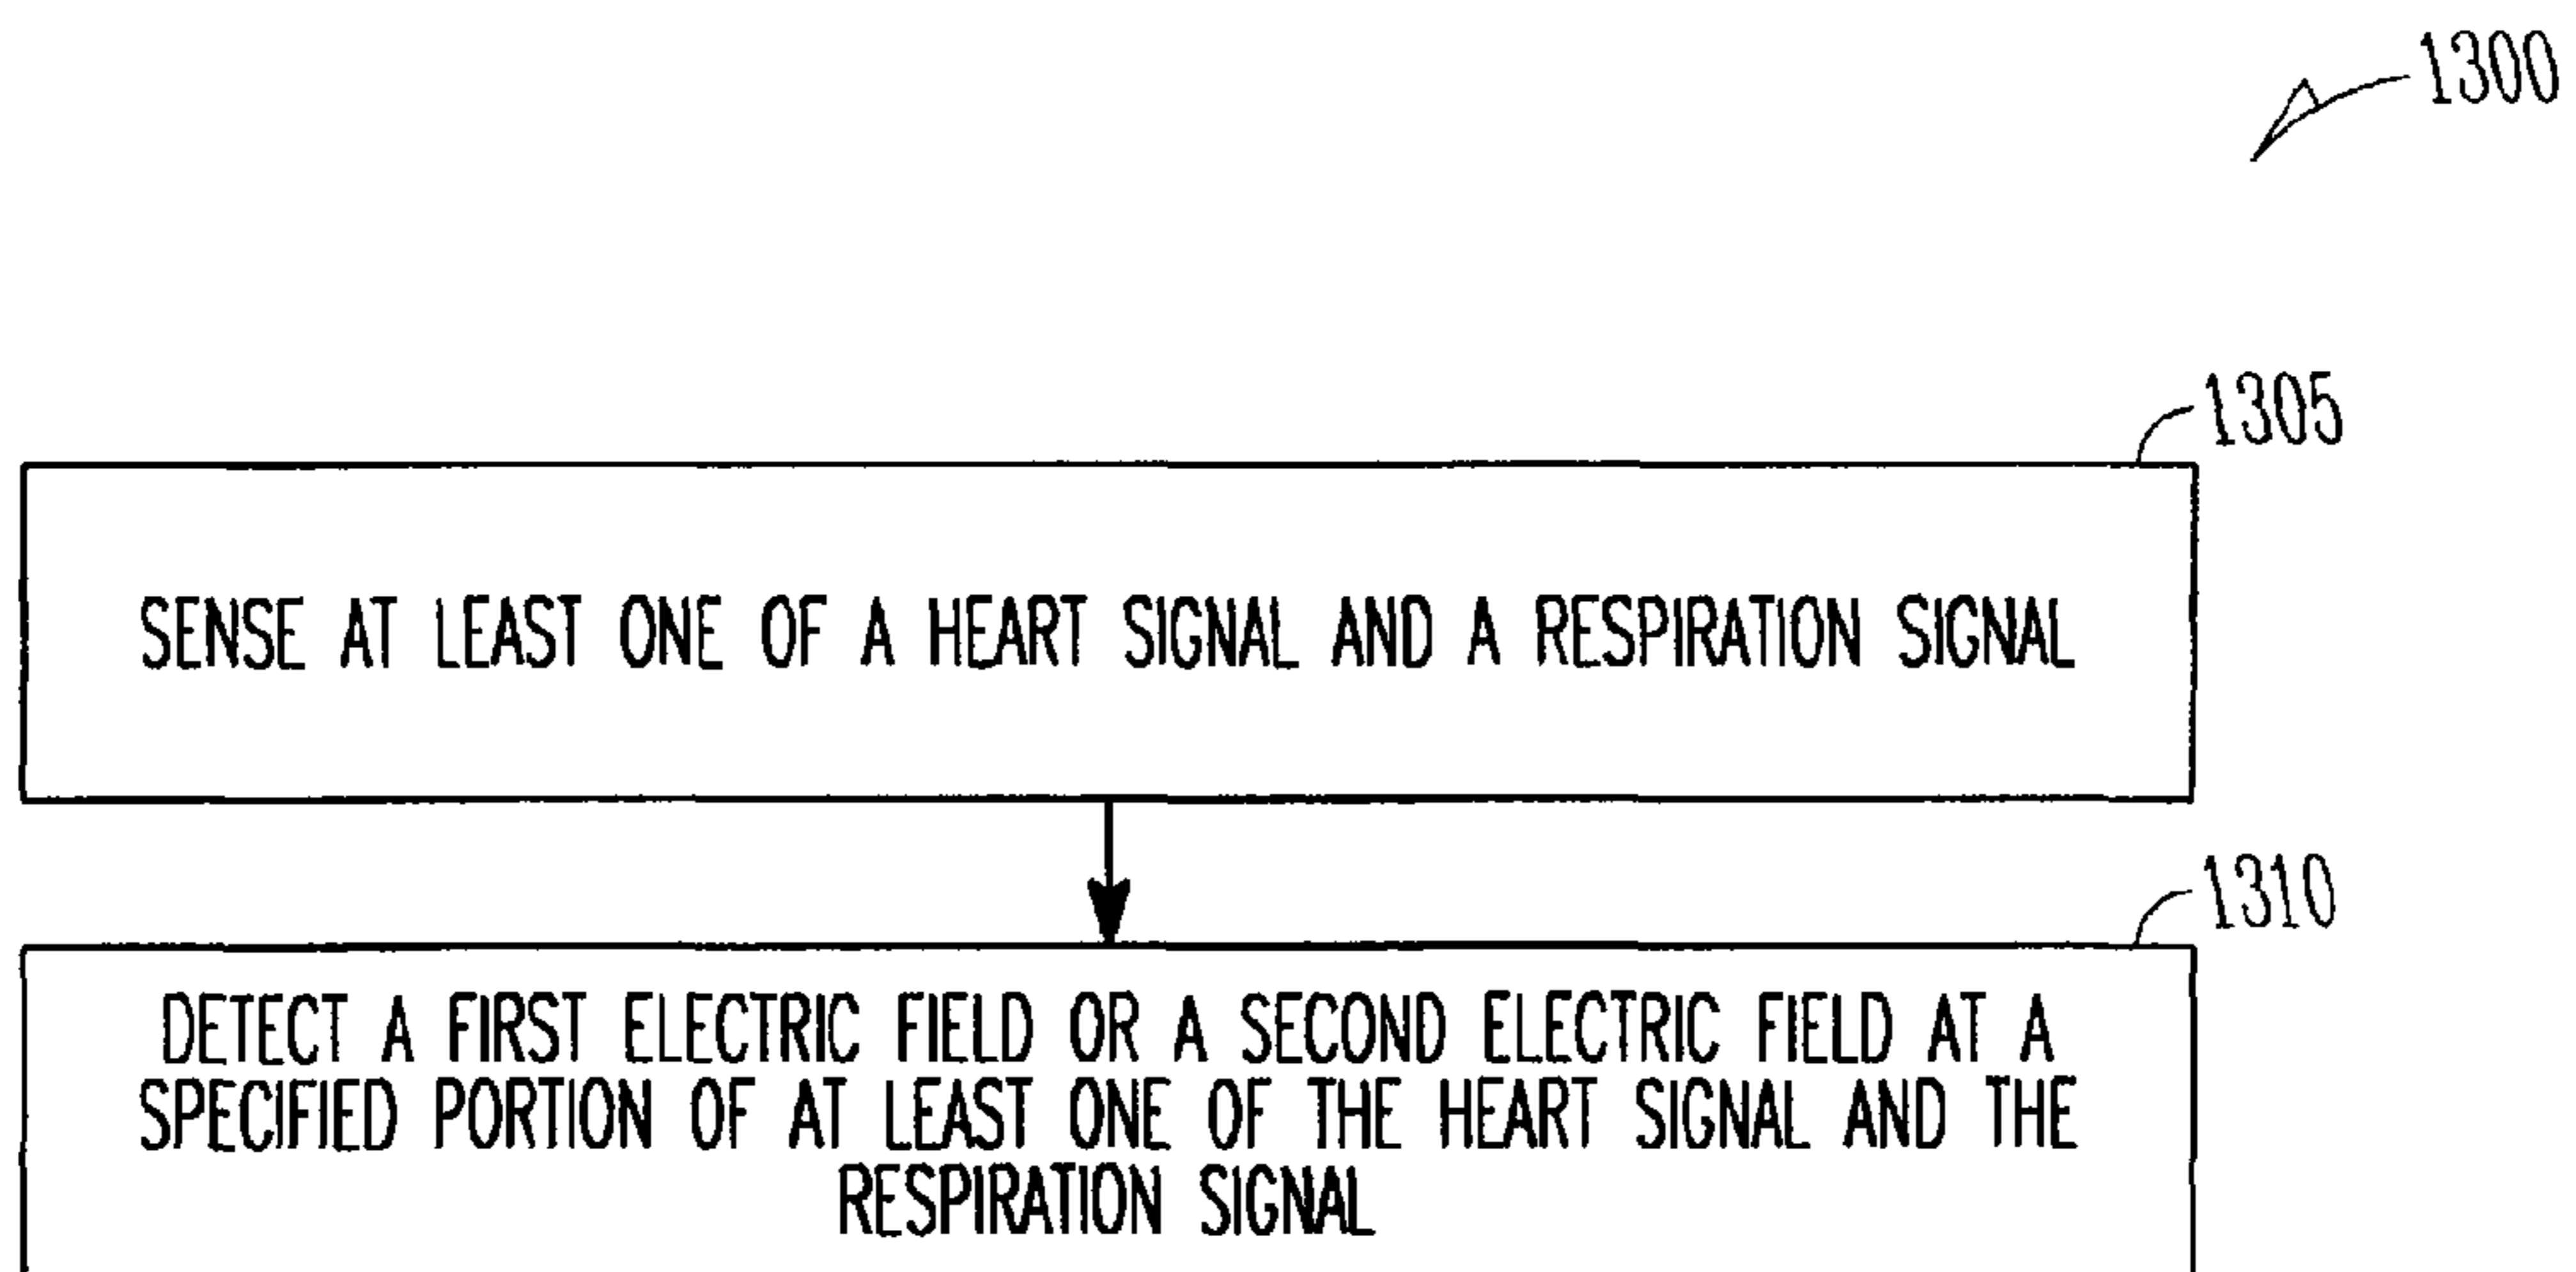 1300
1305
SENSE AT LEAST ONE OF A HEART SIGNAL AND A RESPIRATION SIGNAL
1310
DETECT A FIRST ELECTRIC FIELD OR A SECOND ELECTRIC FIELD AT A
SPECIFIED PORTION OF AT LEAST ONE OF THE HEART SIGNAL AND THE
RESPIRATION SIGNAL